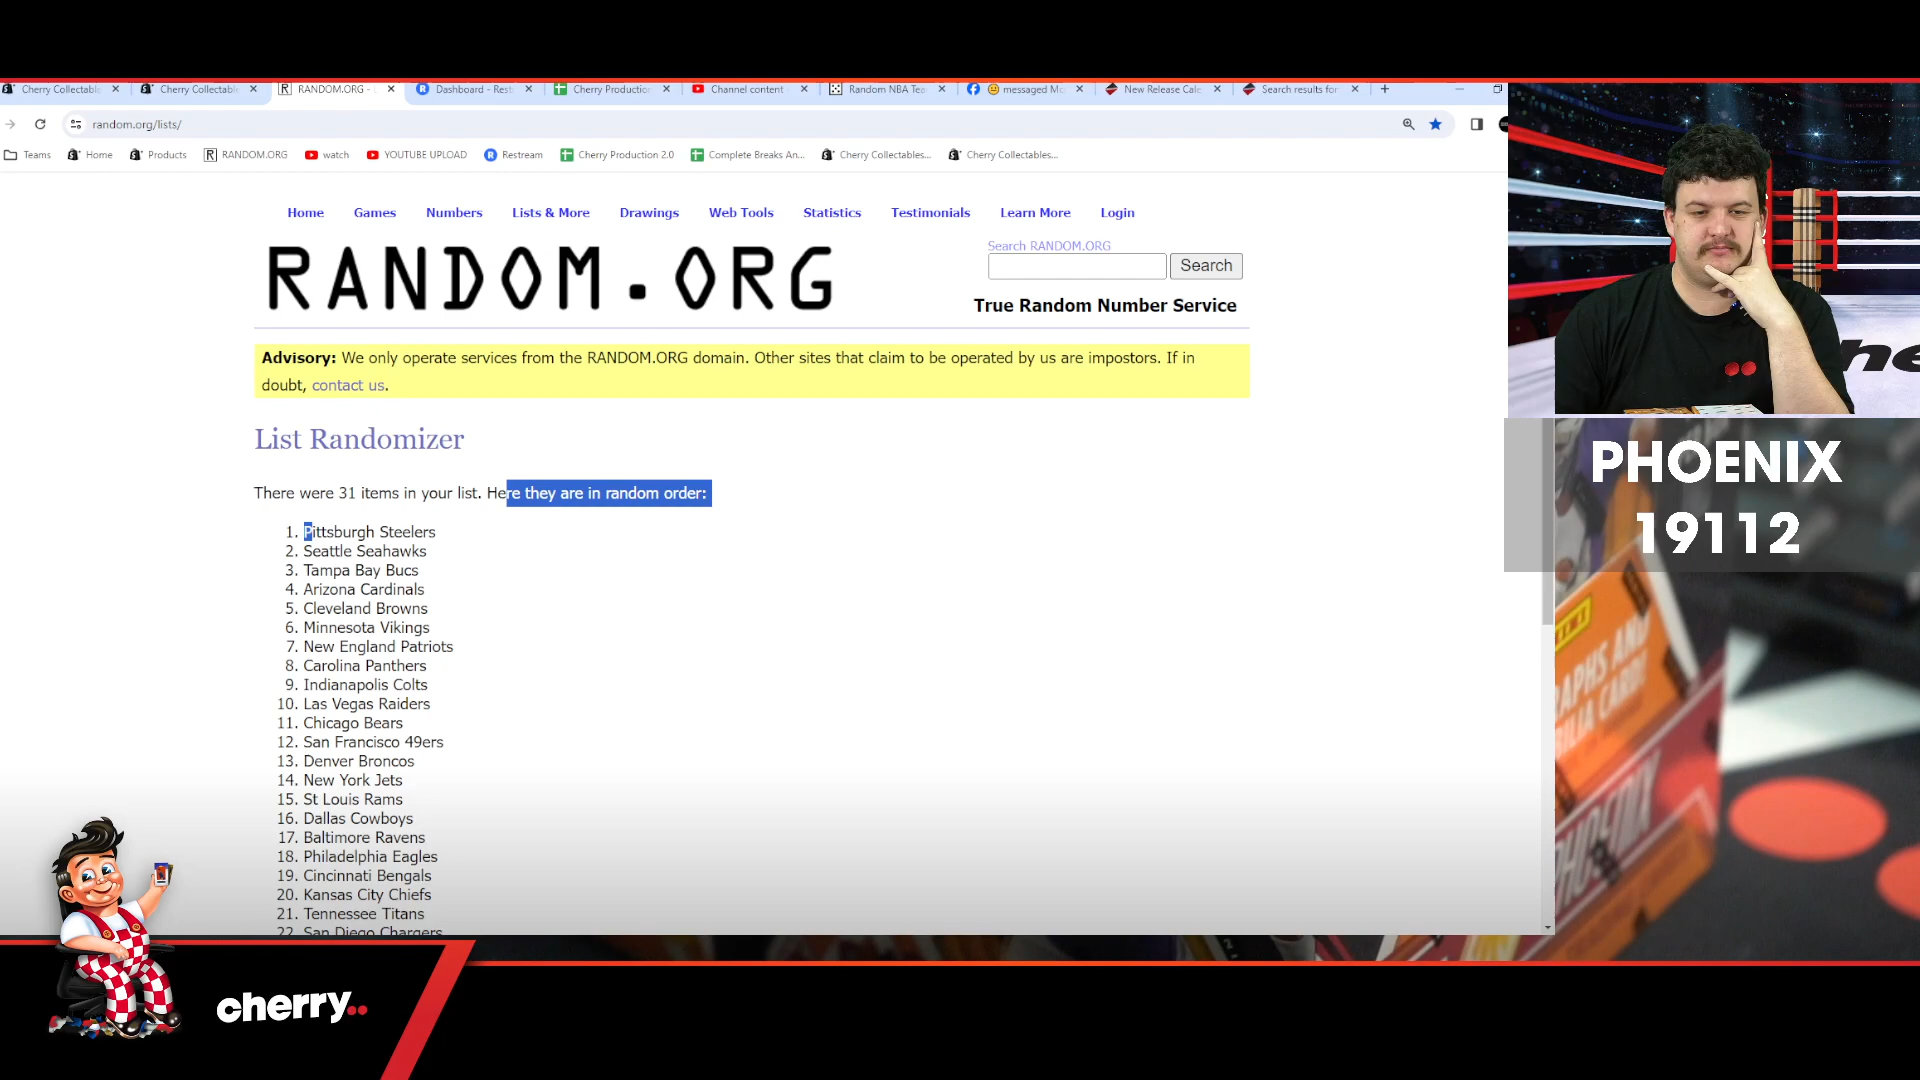 Cherry Collectabl
Cherry Collectabl
RANDOM.ORG -
Dashboard - Rest
Cherry Production
Channel content
Random NBA Tea
messaged Mo
New Release Cale
Search results for
random.org/lists/
Teams
Home
Products
RANDOM.ORG
watch
YOUTUBE UPLOAD
Restream
Cherry Production 2.0
Complete Breaks An...
Cherry Collectables...
Cherry Collectables...
Home Games Numbers Lists & More Drawings Web Tools Statistics Testimonials Learn More Login
RANDOM.ORG
Search RANDOM.ORG
Search
True Random Number Service
Advisory: We only operate services from the RANDOM.ORG domain. Other sites that claim to be operated by us are impostors. If in
doubt, contact us.
List Randomizer
There were 31 items in your list. Here they are in random order:
1. Pittsburgh Steelers
2. Seattle Seahawks
3. Tampa Bay Bucs
4. Arizona Cardinals
5. Cleveland Browns
6. Minnesota Vikings
7. New England Patriots
8. Carolina Panthers
9. Indianapolis Colts
10. Las Vegas Raiders
11. Chicago Bears
12. San Francisco 49ers
13. Denver Broncos
14. New York Jets
15. St Louis Rams
16. Dallas Cowboys
17. Baltimore Ravens
18. Philadelphia Eagles
19. Cincinnati Bengals
20. Kansas City Chiefs
21. Tennessee Titans
22. San Diego Chargers
PHOENIX
19112
cherry..